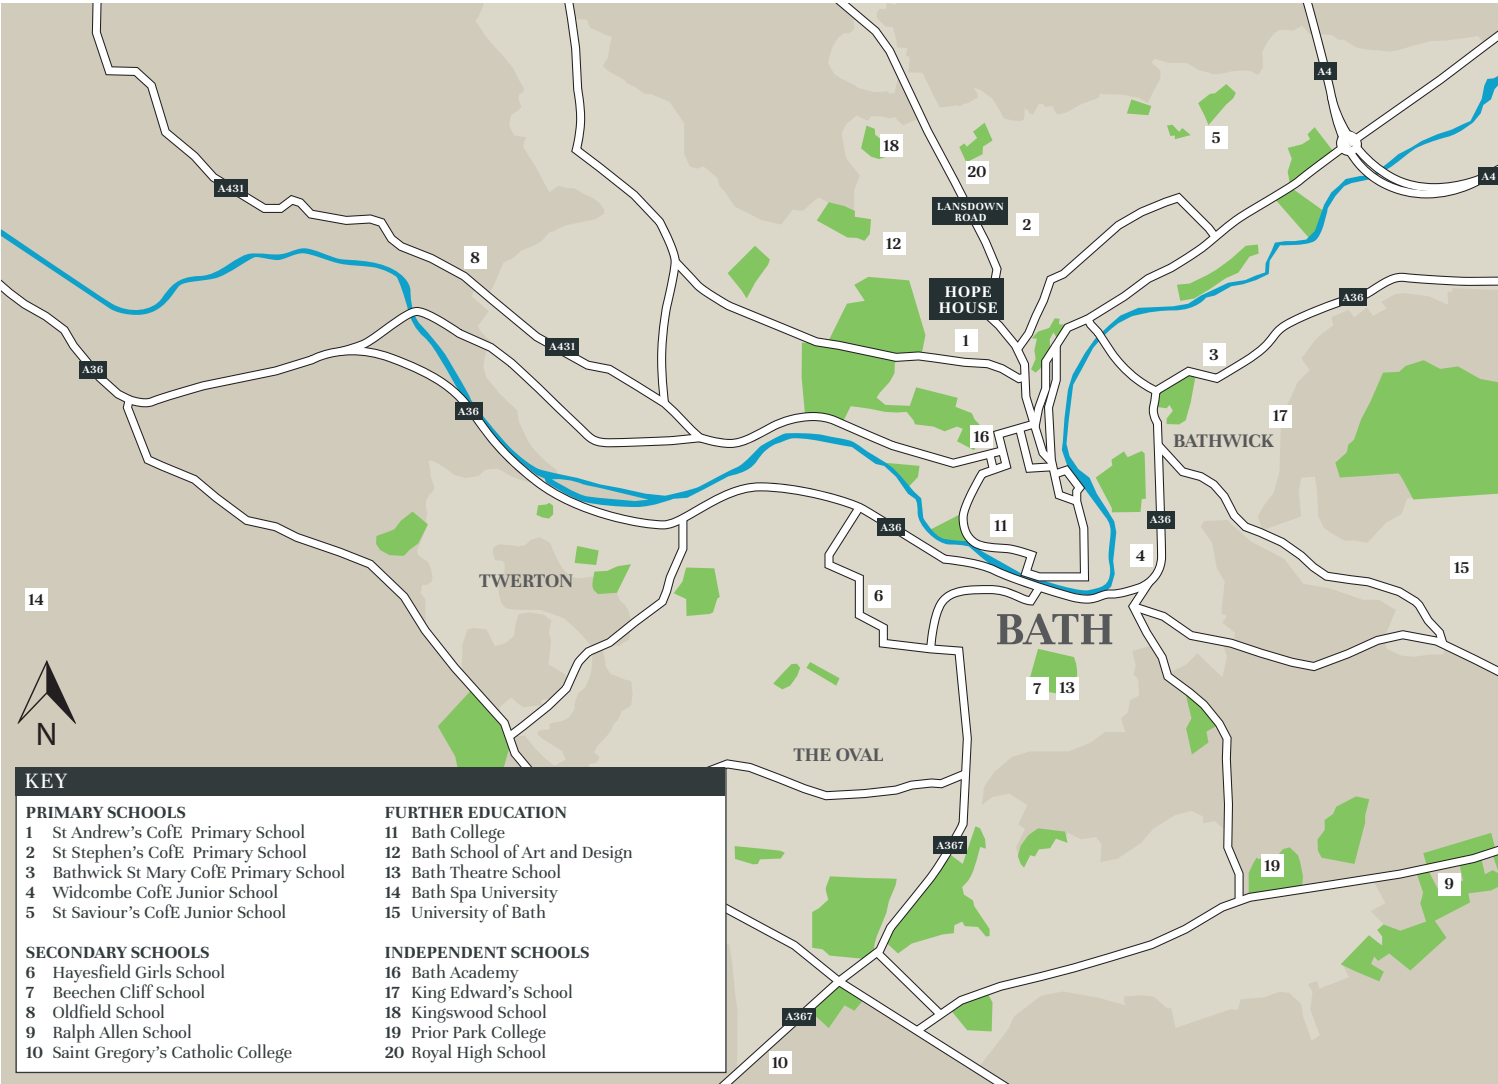 A4
5
18
20
A4
A431
LANSDOWN
ROAD
2
12
8
HOPE
HOUSE
A36
1
A431
3
A36
A36
17
16
BATHWICK
A36
11
A36
4
15
TWERTON
6
14
BATH
7
13
N
THE OVAL
A367
19
9
A367
10
KEY
PRIMARY SCHOOLS
1 St Andrew's CofE Primary School
2 St Stephen's CofE Primary School
3 Bathwick St Mary CofE Primary School
4 Widcombe CofE Junior School
5 St Saviour's CofE Junior School
SECONDARY SCHOOLS
6 Hayesfield Girls School
7 Beechen Cliff School
8 Oldfield School
9 Ralph Allen School
10 Saint Gregory's Catholic College
FURTHER EDUCATION
11 Bath College
12 Bath School of Art and Design
13 Bath Theatre School
14 Bath Spa University
15 University of Bath
INDEPENDENT SCHOOLS
16 Bath Academy
17 King Edward's School
18 Kingswood School
19 Prior Park College
20 Royal High School